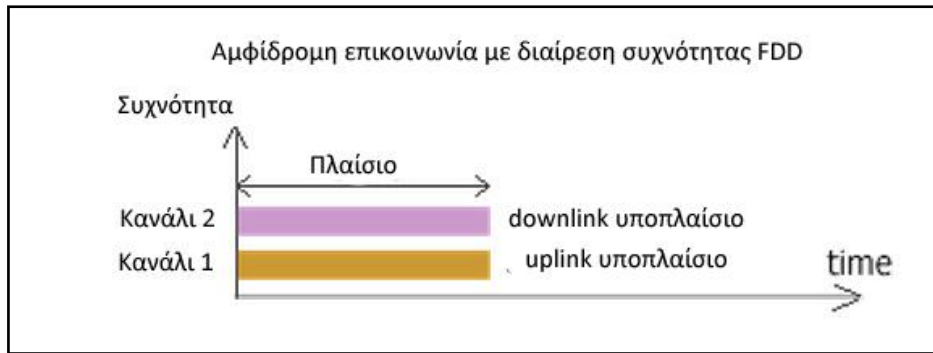 Αμφίδρομη επικοινωνία με διαίρεση συχνότητας FDD
Συχνότητα
Πλαίσιο
Κανάλι 2 downlink υποπλαίσιο
Κανάλι 1 uplink υποπλαίσιο
time